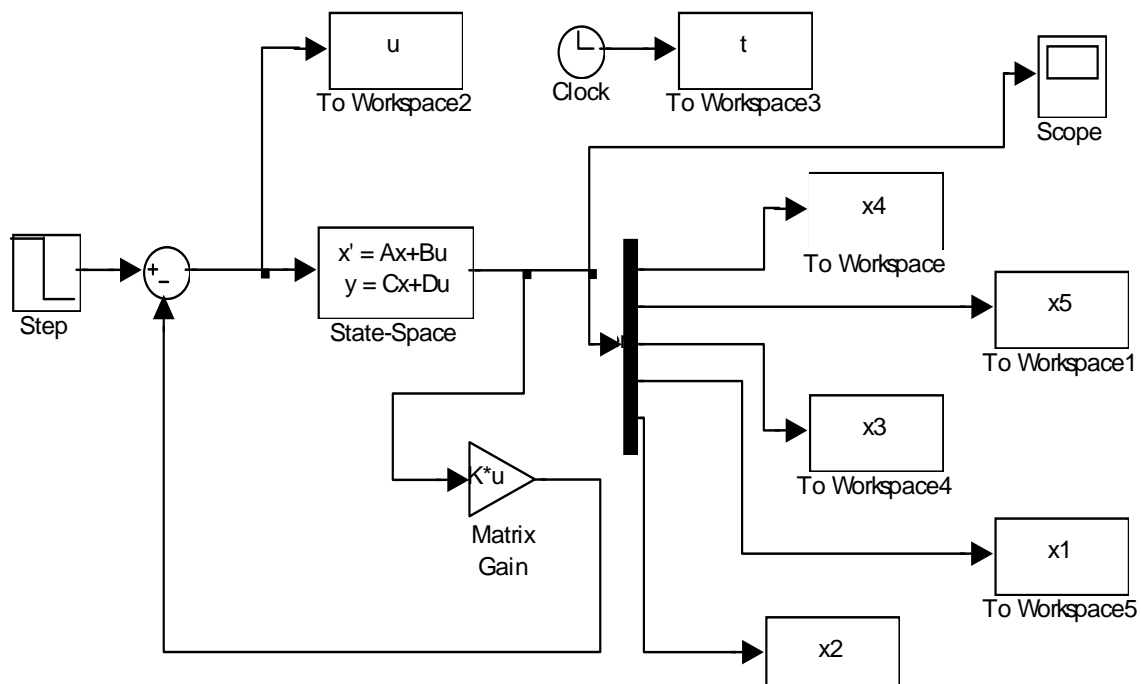 u
To Workspace2
t
To Workspace3
Clock
Scope
x4
To Workspace
+
−
Step
x' = Ax+Bu
y = Cx+Du
State-Space
x5
To Workspace1
x3
To Workspace4
K*u
Matrix
Gain
x1
To Workspace5
x2